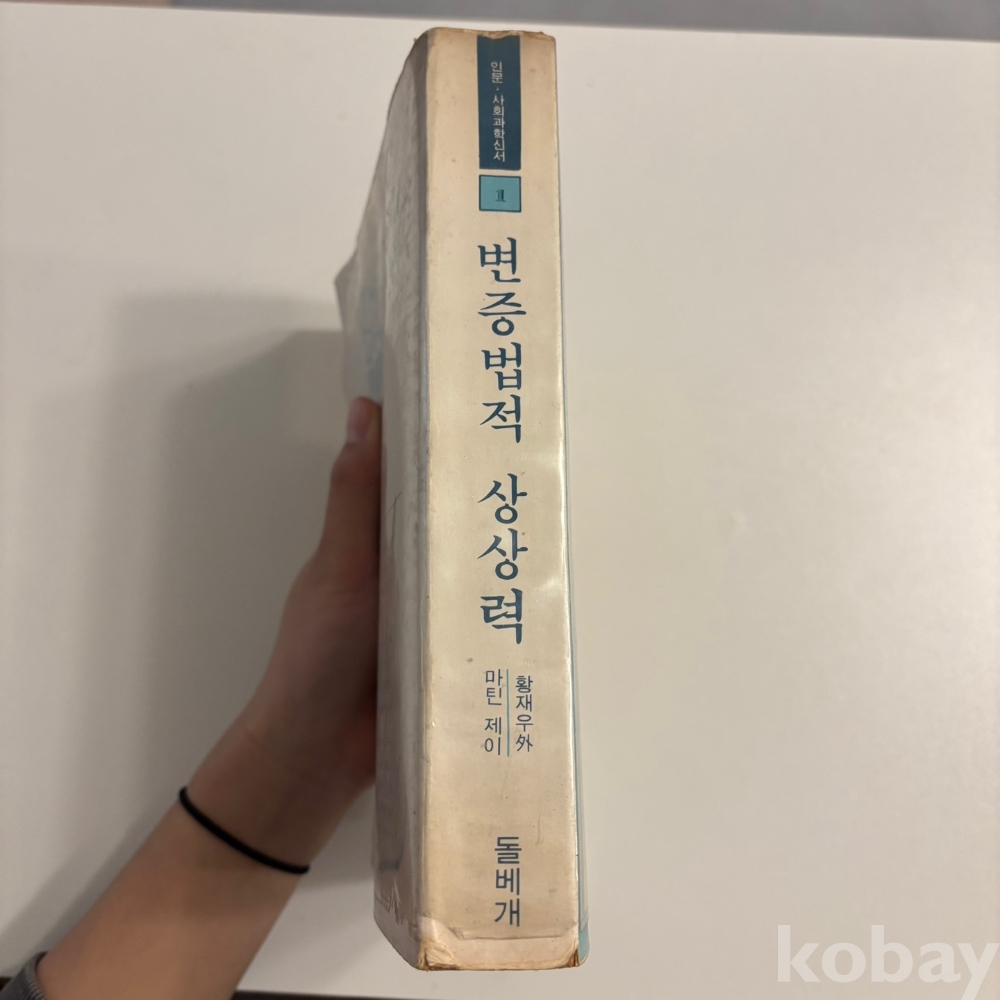 인문·사회과학신서
1
변증법적 상상력
마틴 제이
황재우外
돌베개
kobay